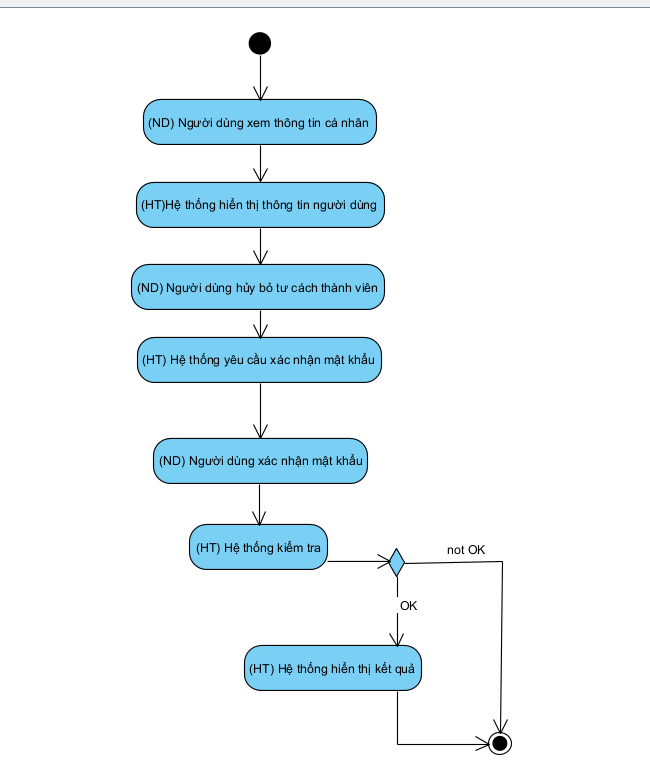 (ND) Người dùng xem thông tin cá nhân
(HT)Hệ thống hiển thị thông tin người dùng
(ND) Người dùng hủy bỏ tư cách thành viên
(HT) Hệ thống yêu cầu xác nhận mật khẩu
(ND) Người dùng xác nhận mật khẩu
(HT) Hệ thống kiểm tra
not OK
OK
(HT) Hệ thống hiển thị kết quả